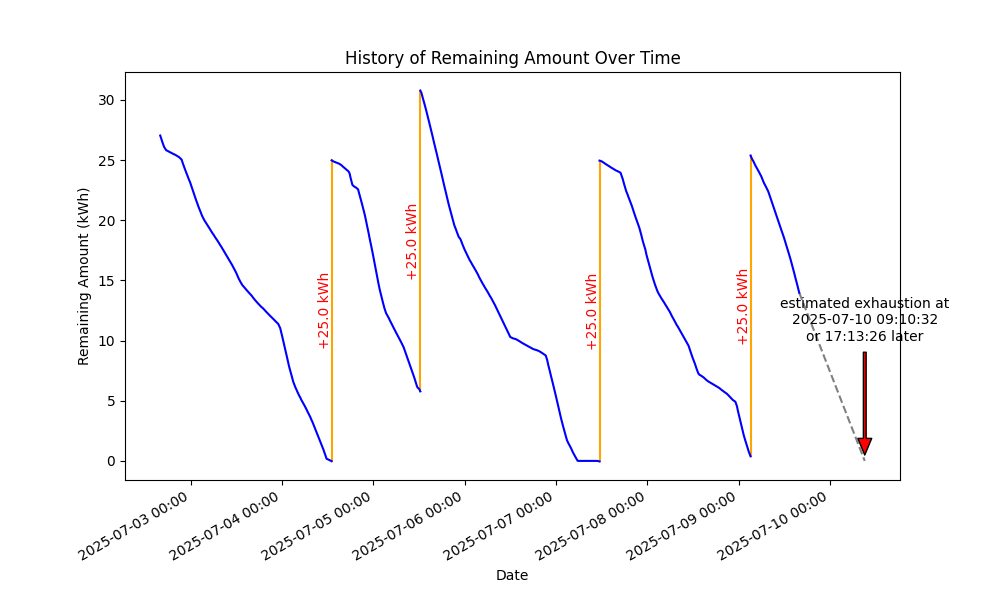 History of Remaining Amount Over Time
Remaining Amount (kWh)
30
25
20
15
10
5
0
+25.0 kWh
+25.0 kWh
+25.0 kWh
+25.0 kWh
estimated exhaustion at
2025-07-10 09:10:32
or 17:13:26 later
2025-07-03 00:00
2025-07-04 00:00
2025-07-05 00:00
2025-07-06 00:00
2025-07-07 00:00
2025-07-08 00:00
2025-07-09 00:00
2025-07-10 00:00
Date